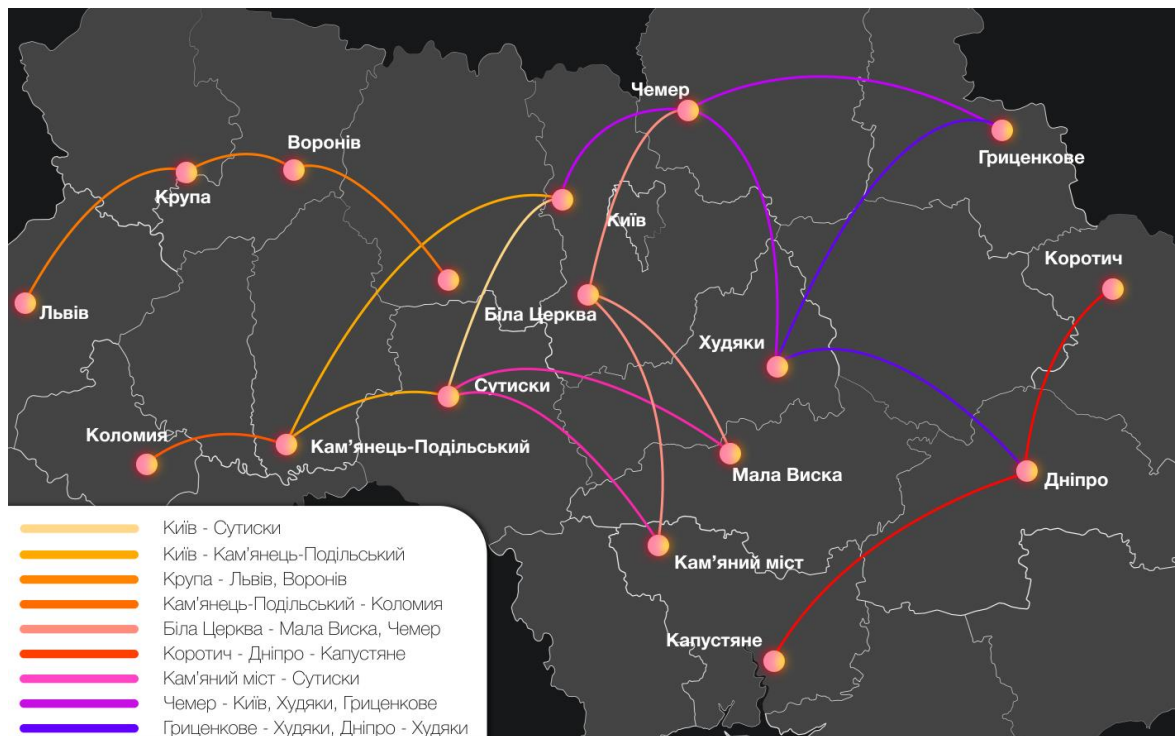 Чемер
Гриценкове
Воронів
Крупа
Київ
Коротич
Львів
Біла Церква
Худяки
Сутиски
Коломия
Кам’янець-Подільський
Мала Виска
Дніпро
Кам’яний міст
Капустяне
Київ - Сутиски
Київ - Кам’янець-Подільський
Крупа - Львів, Воронів
Кам’янець-Подільський - Коломия
Біла Церква - Мала Виска, Чемер
Коротич - Дніпро - Капустяне
Кам’яний міст - Сутиски
Чемер - Київ, Худяки, Гриценкове
Гриценкове - Худяки, Дніпро - Худяки